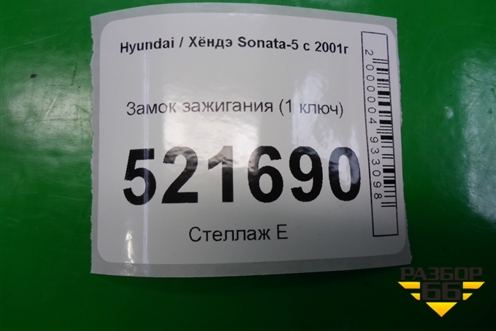 Hyundai / Хёндэ Sonata-5 с 2001г
Замок зажигания (1 ключ)
521690
Стеллаж Е
2000004933098
РАЗБОР
66